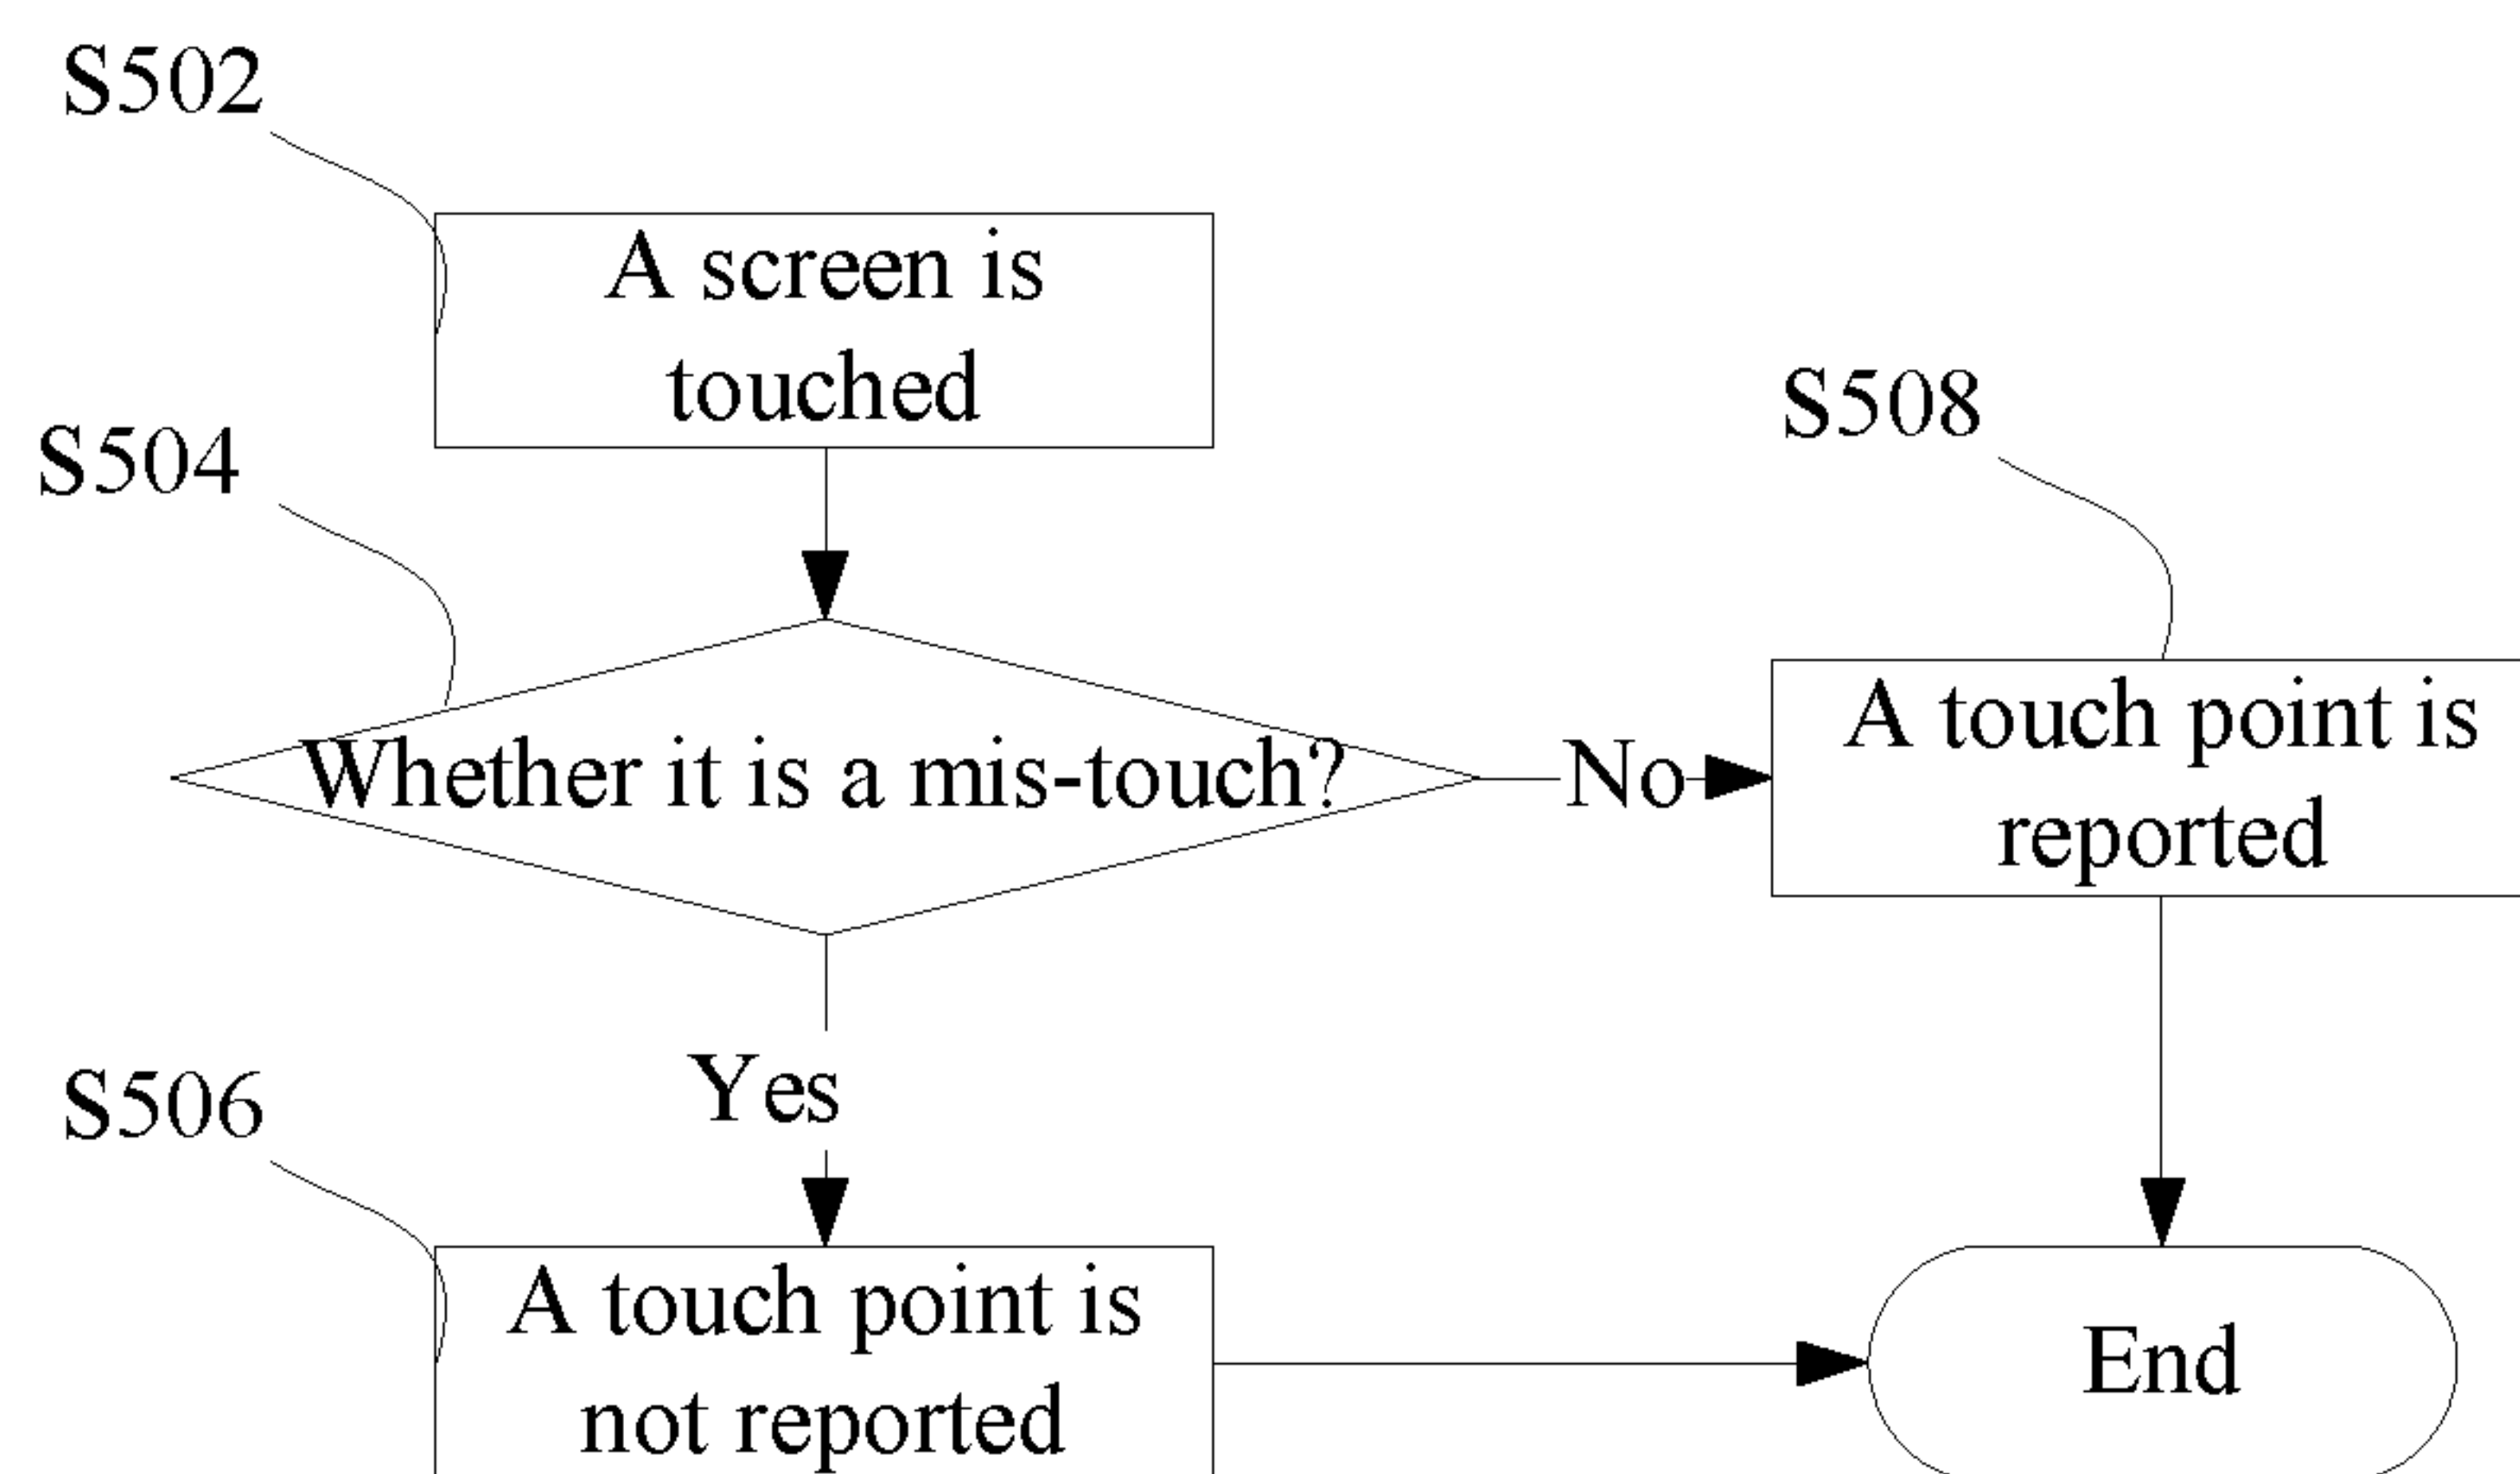 S502
A screen is
touched
S504
Whether it is a mis-touch?
No
S508
A touch point is
reported
Yes
S506
A touch point is
not reported
End